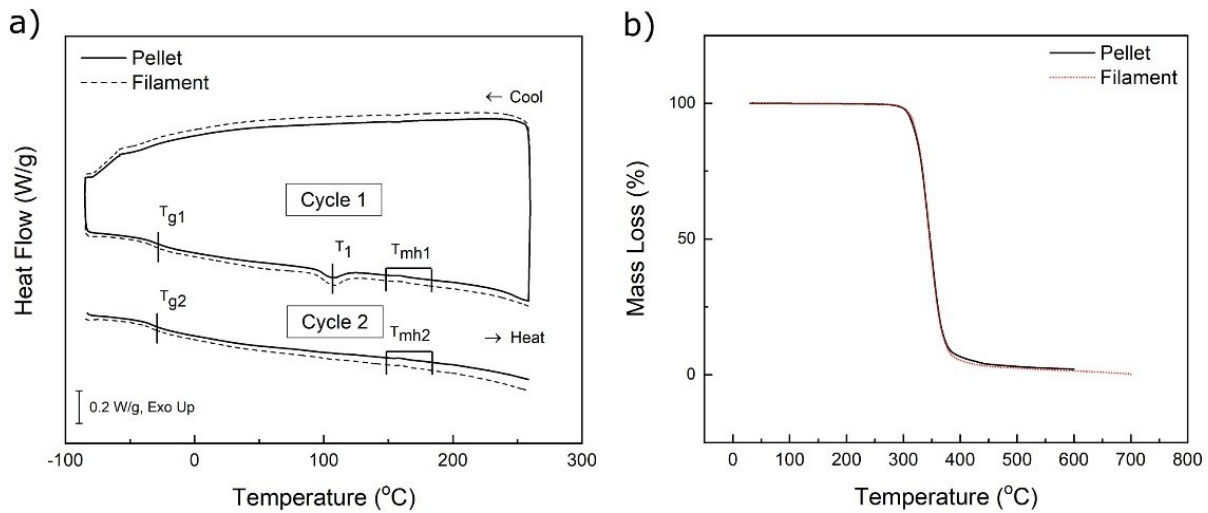 a)
Pellet
Filament
← Cool
Cycle 1
Tg1
T1
Tmh1
Tg2
Cycle 2
Tmh2
→ Heat
0.2 W/g, Exo Up
Heat Flow (W/g)
-100 0 100 200 300
Temperature (°C)
b)
Pellet
Filament
100
50
0
Mass Loss (%)
0 100 200 300 400 500 600 700 800
Temperature (°C)